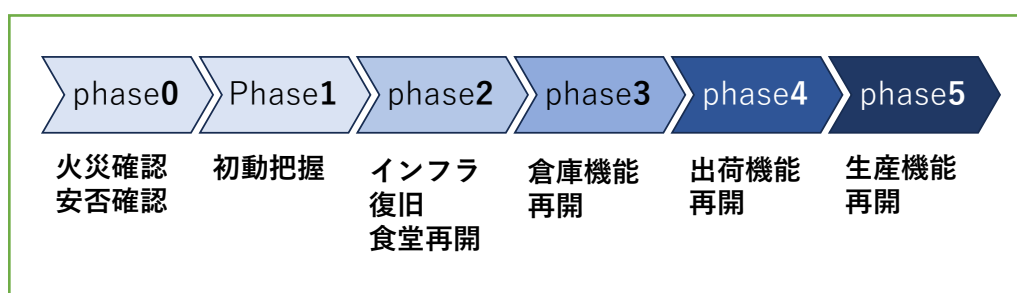 phase0
Phase1
phase2
phase3
phase4
phase5
火災確認
安否確認
初動把握
インフラ
復旧
食堂再開
倉庫機能
再開
出荷機能
再開
生産機能
再開